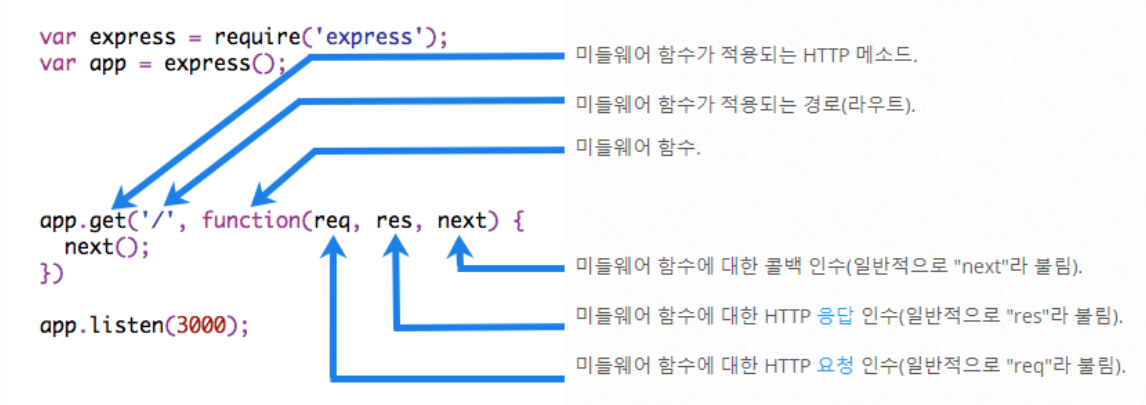 var express = require('express');
var app = express();
미들웨어 함수가 적용되는 HTTP 메소드.
미들웨어 함수가 적용되는 경로(라우트).
미들웨어 함수.
app.get('/', function(req, res, next) {
next();
})
app.listen(3000);
미들웨어 함수에 대한 콜백 인수(일반적으로 "next"라 불림).
미들웨어 함수에 대한 HTTP 응답 인수(일반적으로 "res"라 불림).
미들웨어 함수에 대한 HTTP 요청 인수(일반적으로 "req"라 불림).